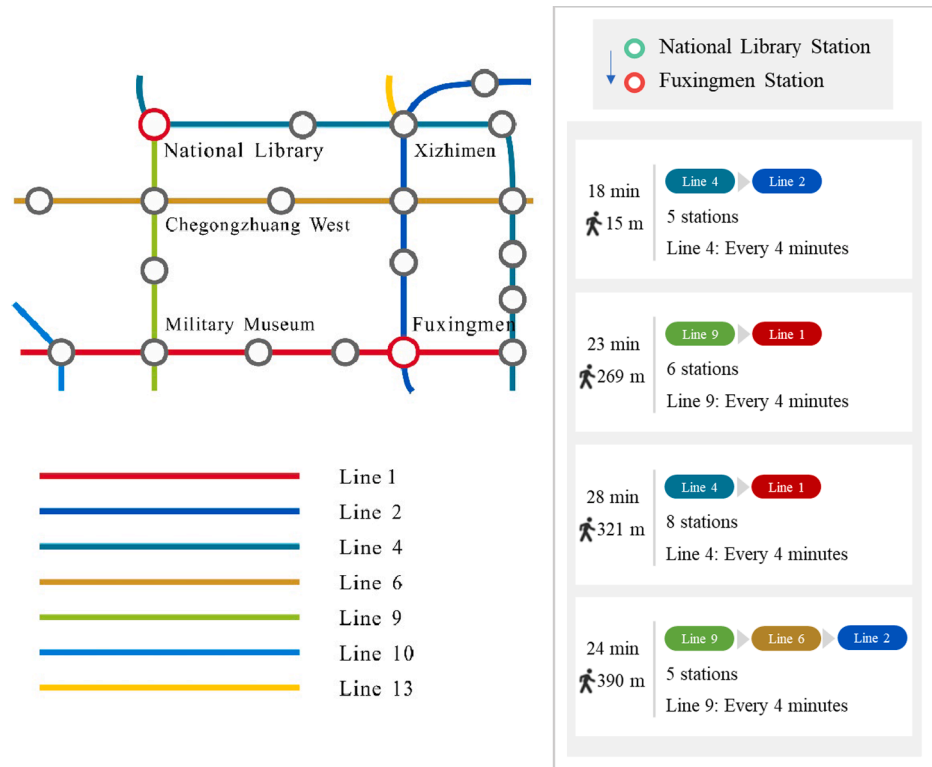 National Library
Xizhimen
Chegongzhuang West
Military Museum
Fuxingmen
Line 1
Line 2
Line 4
Line 6
Line 9
Line 10
Line 13
National Library Station
Fuxingmen Station
18 min
15 m
Line 4
Line 2
5 stations
Line 4: Every 4 minutes
23 min
269 m
Line 9
Line 1
6 stations
Line 9: Every 4 minutes
28 min
321 m
Line 4
Line 1
8 stations
Line 4: Every 4 minutes
24 min
390 m
Line 9
Line 6
Line 2
5 stations
Line 9: Every 4 minutes